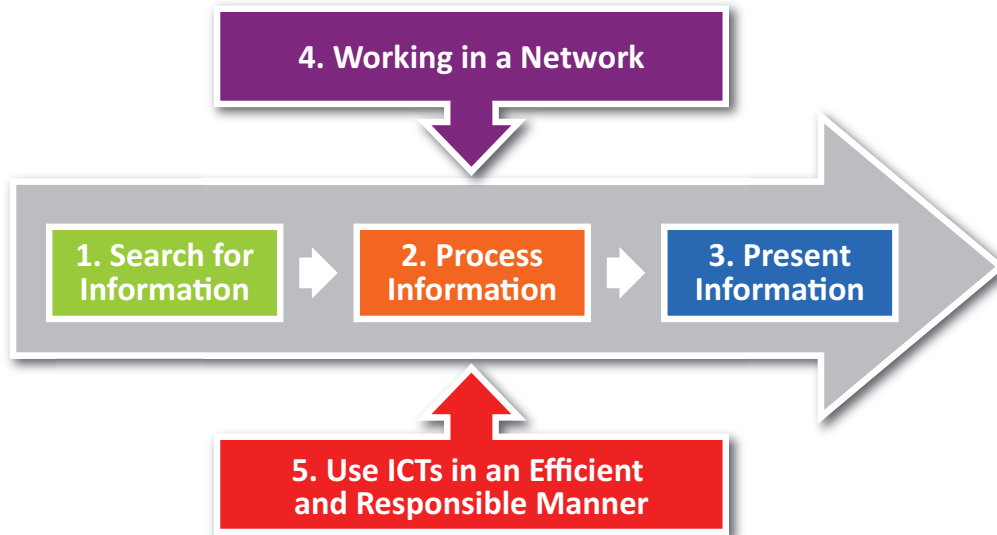 4. Working in a Network
1. Search for
Information
2. Process
Information
3. Present
Information
5. Use ICTs in an Efficient
and Responsible Manner